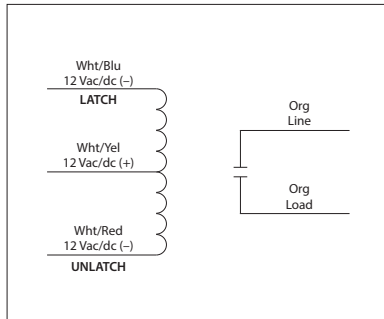 Wht/Blu
12 Vac/dc (–)
LATCH
Wht/Yel
12 Vac/dc (+)
Wht/Red
12 Vac/dc (–)
UNLATCH
Org
Line
Org
Load